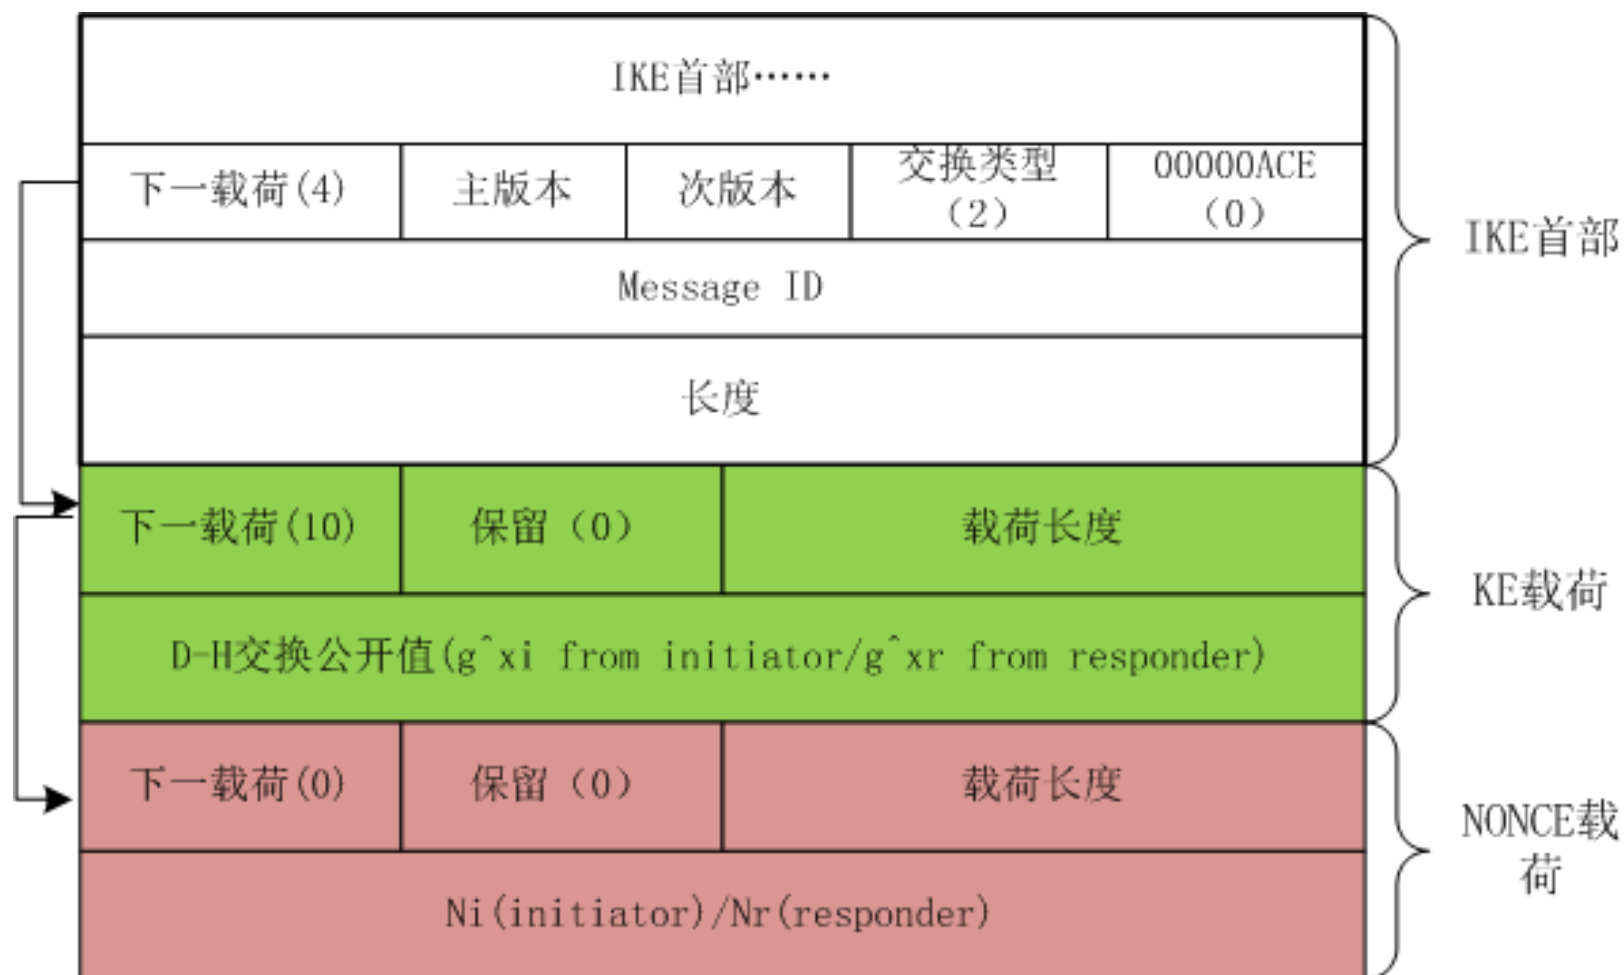 IKE首部……
下一载荷(4)
主版本
次版本
交换类型
（2）
00000ACE
（0）
Message ID
长度
IKE首部
下一载荷(10)
保留（0）
载荷长度
D-H交换公开值(g^xi from initiator/g^xr from responder)
KE载荷
下一载荷(0)
保留（0）
载荷长度
Ni(initiator)/Nr(responder)
NONCE载
荷